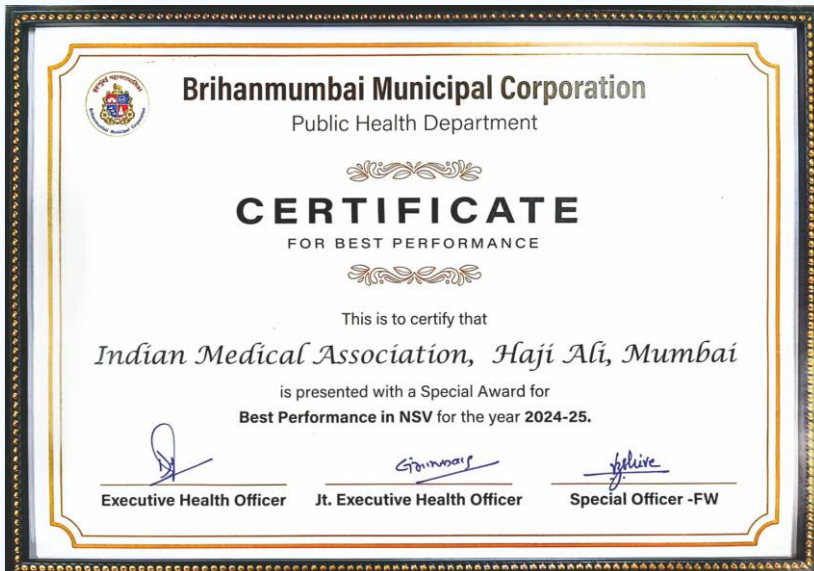 Brihanmumbai Municipal Corporation
Public Health Department
CERTIFICATE
FOR BEST PERFORMANCE
This is to certify that
Indian Medical Association, Haji Ali, Mumbai
is presented with a Special Award for
Best Performance in NSV for the year 2024-25.
Executive Health Officer Jt. Executive Health Officer Special Officer -FW